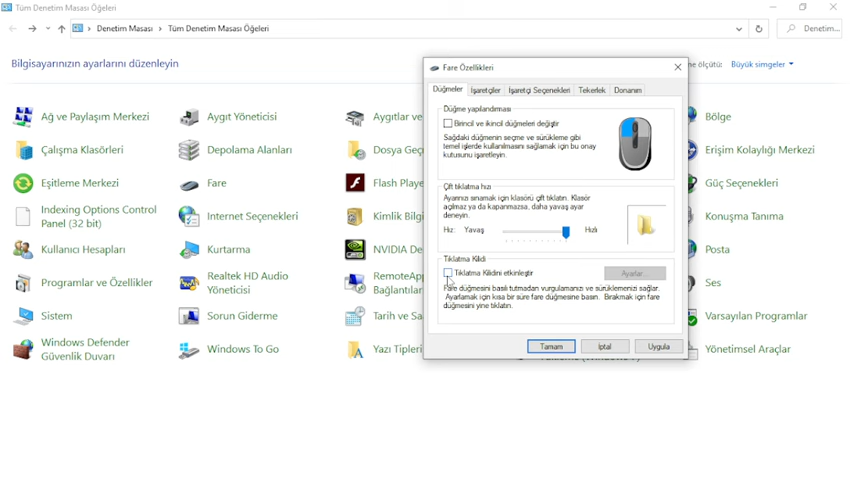 Tüm Denetim Masası Öğeleri
Denetim Masası > Tüm Denetim Masası Öğeleri
Denetim...
Bilgisayarınızın ayarlarını düzenleyin
ne ölçütü: Büyük simgeler
Ağ ve Paylaşım Merkezi
Aygıt Yöneticisi
Aygıtlar ve
Bölge
Çalışma Klasörleri
Depolama Alanları
Dosya Geç
Erişim Kolaylığı Merkezi
Eşitleme Merkezi
Fare
Flash Playe
Güç Seçenekleri
Indexing Options Control
Panel (32 bit)
Internet Seçenekleri
Kimlik Bilgi
Konuşma Tanıma
Kullanıcı Hesapları
Kurtarma
NVIDIA De
Posta
Programlar ve Özellikler
Realtek HD Audio
Yöneticisi
RemoteApp
Bağlantılar
Ses
Sistem
Sorun Giderme
Tarih ve Sa
Varsayılan Programlar
Windows Defender
Güvenlik Duvarı
Windows To Go
Yazı Tipleri
Yönetimsel Araçlar
Fare Özellikleri
Düğmeler İşaretçiler İşaretçi Seçenekleri Tekerlek Donanım
Düğme yapılandırması
Birincil ve ikincil düğmeleri değiştir
Sağdaki düğmenin seçme ve sürükleme gibi
temel işlerde kullanılmasını sağlamak için bu onay
kutusunu işaretleyin.
Çift tıklatma hızı
Ayarınızı sınamak için klasörü çift tıklatın. Klasör
açılmaz ya da kapanmazsa, daha yavaş ayar
deneyin.
Hız: Yavaş Hızlı
Tıklatma Kilidi
Tıklatma Kilidini etkinleştir
Ayarlar...
Fare düğmesini basılı tutmadan vurgulamanızı ve sürüklemenizi sağlar.
Ayarlamak için kısa bir süre fare düğmesine basın. Bırakmak için fare
düğmesini yine tıklatın.
Tamam İptal Uygula